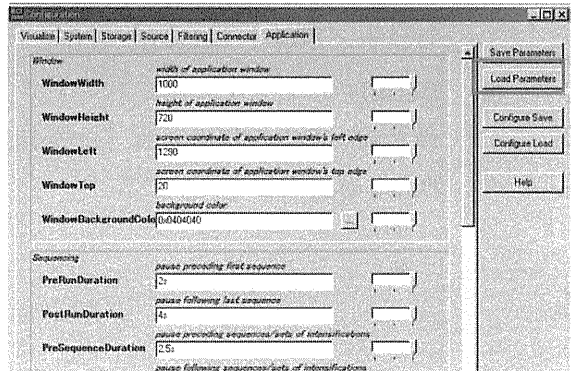 Configuration
Visualize System Storage Source Filtering Connector Application
Window
width of application window
WindowWidth 1000
height of application window
WindowHeight 720
screen coordinate of application window's left edge
WindowLeft 1280
screen coordinate of application window's top edge
WindowTop 20
background color
WindowBackgroundColo 0x0404040 ...
Sequencing
pause preceding first sequence
PreRunDuration 2s
pause following last sequence
PostRunDuration 4s
pause preceding sequences/sets of intensifications
PreSequenceDuration 2.5s
pause following sequences/sets of intensifications
Save Parameters
Load Parameters
Configure Save
Configure Load
Help